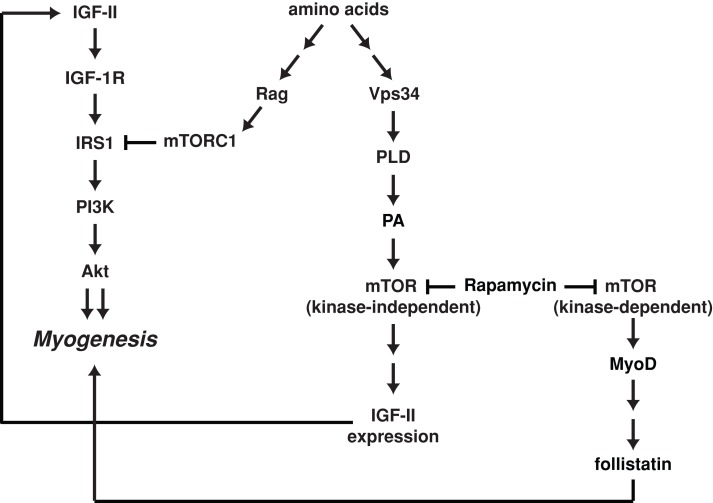 IGF-II
amino acids
IGF-1R
Rag
Vps34
IRS1
mTORC1
PLD
PI3K
PA
Akt
mTOR
(kinase-independent)
Rapamycin
mTOR
(kinase-dependent)
Myogenesis
MyoD
IGF-II
expression
follistatin